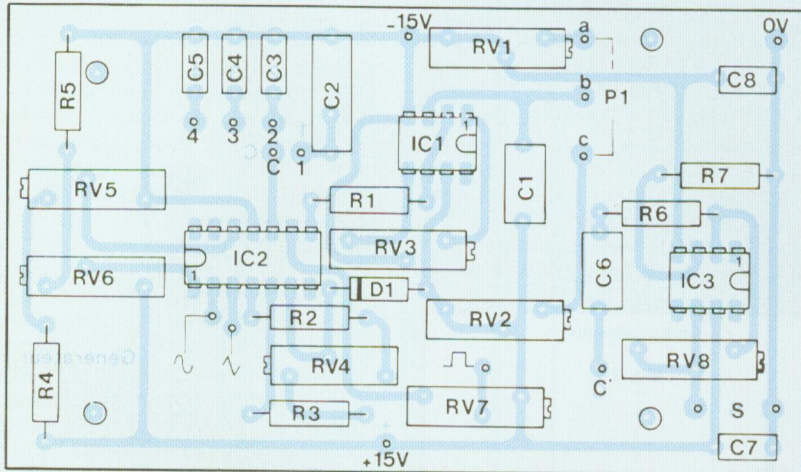 -15V
0V
RV1
a
C5
C4
C3
R5
C2
b
P1
C8
4
3
2
C
1
IC1
1
c
C1
R7
RV5
R1
R6
RV3
IC2
1
RV6
D1
C6
IC3
1
R2
RV2
RV4
RV8
R4
C'
R3
RV7
S
+15V
C7
Generateur